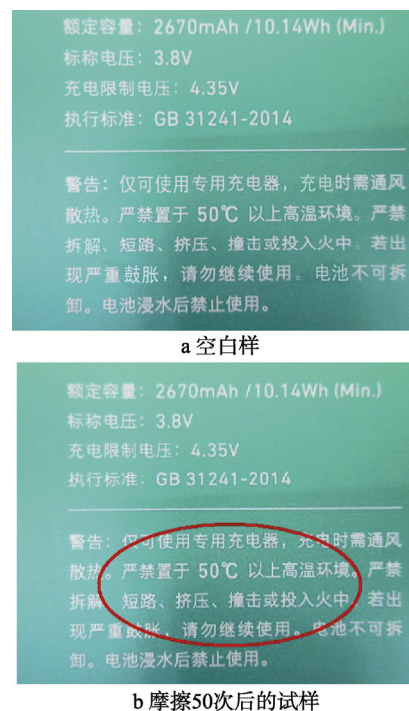 额定容量：2670mAh /10.14Wh (Min.)
标称电压：3.8V
充电限制电压：4.35V
执行标准：GB 31241-2014
警告：仅可使用专用充电器，充电时需通风
散热。严禁置于 50℃ 以上高温环境。严禁
拆解、短路、挤压、撞击或投入火中。若出
现严重鼓胀，请勿继续使用。电池不可拆
卸。电池浸水后禁止使用。
a 空白样
额定容量：2670mAh /10.14Wh (Min.)
标称电压：3.8V
充电限制电压：4.35V
执行标准：GB 31241-2014
警告：仅可使用专用充电器，充电时需通风
散热。严禁置于 50℃ 以上高温环境。严禁
拆解、短路、挤压、撞击或投入火中。若出
现严重鼓胀，请勿继续使用。电池不可拆
卸。电池浸水后禁止使用。
b 摩擦50次后的试样